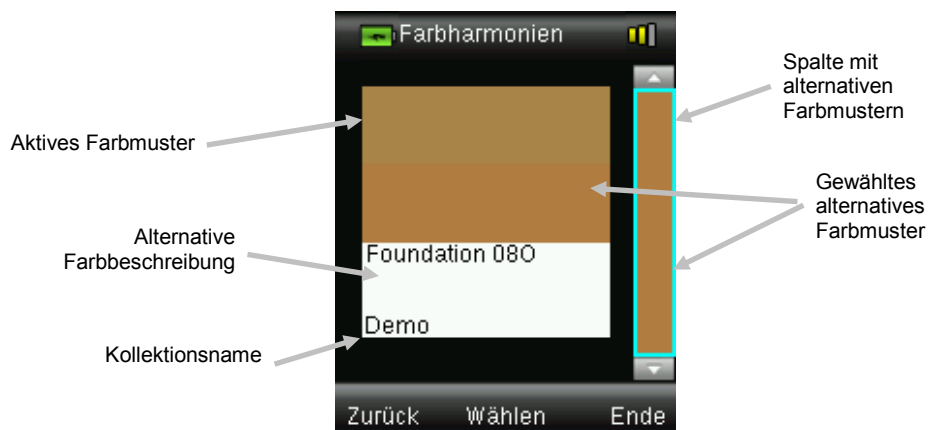 Farbharmonien
Spalte mit
alternativen
Farbmustern
Aktives Farbmuster
Gewähltes
alternatives
Farbmuster
Alternative
Farbbeschreibung
Foundation 08O
Demo
Kollektionsname
Zurück Wählen Ende